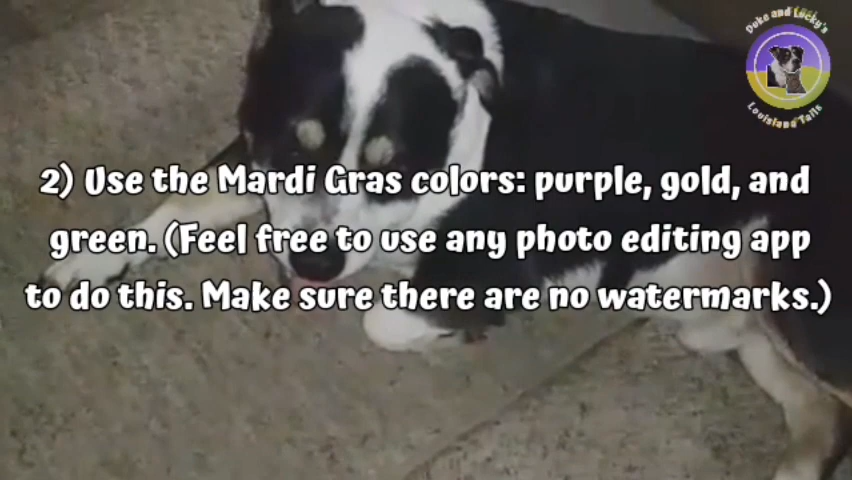 Duke and Lucky's
Louisiana Tails
2) Use the Mardi Gras colors: purple, gold, and
green. (Feel free to use any photo editing app
to do this. Make sure there are no watermarks.)